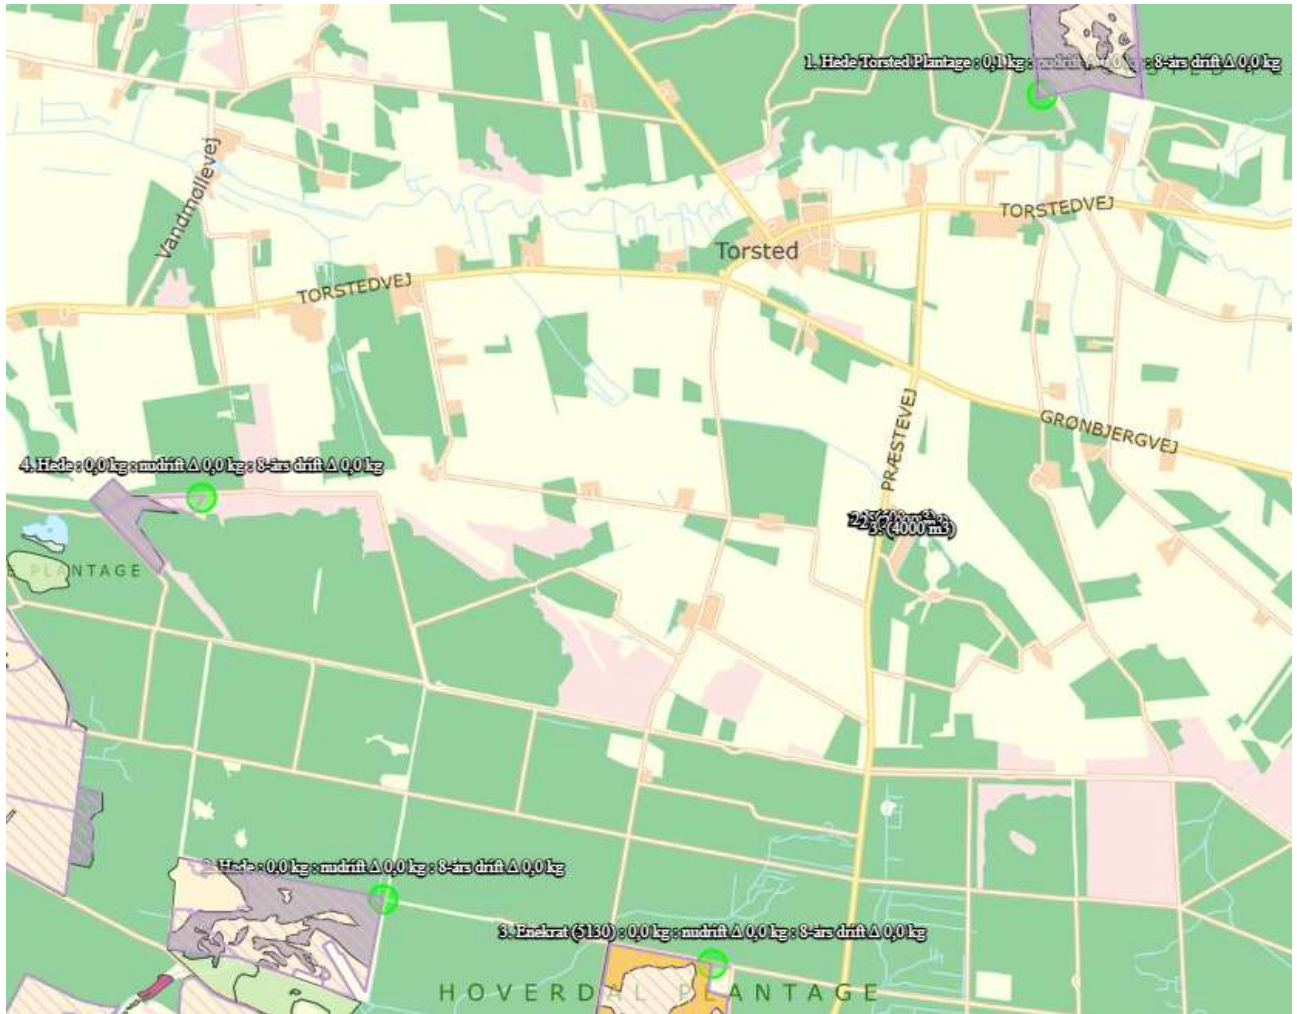 1. Hede Torsted Plantage : 0,1 kg : nudrift Δ 0,0 kg : 8-års drift Δ 0,0 kg
Vandmøllevej
TORSTEDVEJ
Torsted
TORSTEDVEJ
GRØNBJERGVEJ
PRÆSTEVEJ
4. Hede : 0,0 kg : nudrift Δ 0,0 kg : 8-års drift Δ 0,0 kg
3. (4000 m3)
E PLANTAGE
2. Hede : 0,0 kg : nudrift Δ 0,0 kg : 8-års drift Δ 0,0 kg
3. Enekrat (5130) : 0,0 kg : nudrift Δ 0,0 kg : 8-års drift Δ 0,0 kg
HOVERDAL PLANTAGE